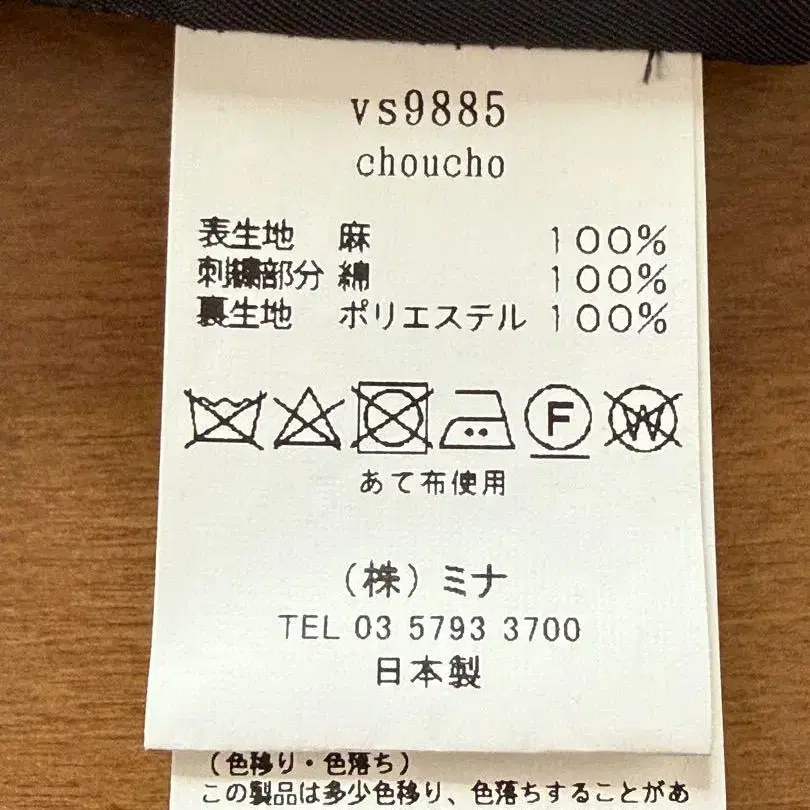 vs9885
choucho
表生地 麻 100%
刺繍部分 綿 100%
裏生地 ポリエステル 100%
F W
あて布使用
(株)ミナ
TEL 03 5793 3700
日本製
(色移り・色落ち)
この製品は多少色移り、色落ちすることがあ